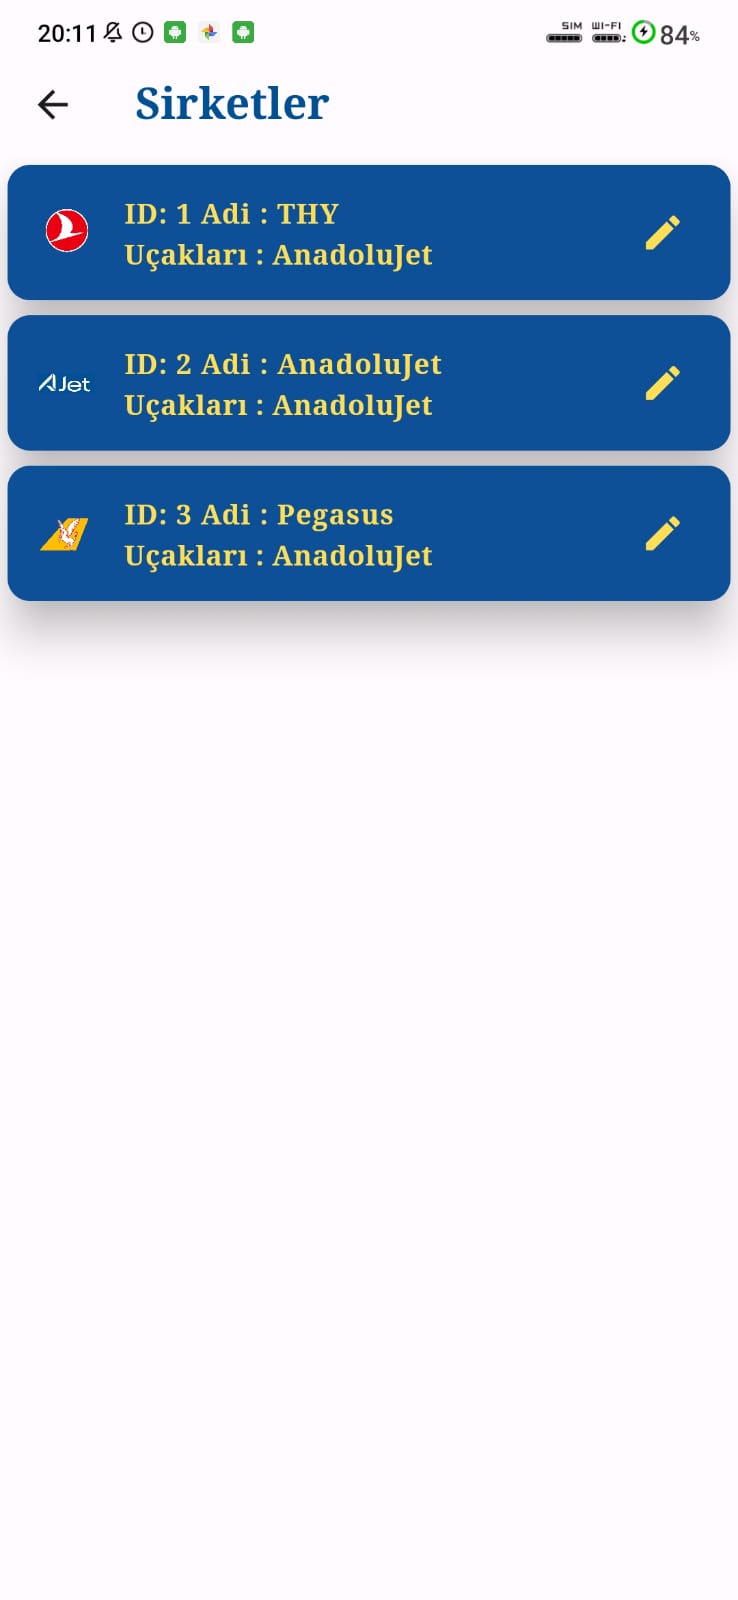 20:11
SIM WI-FI
84%
Sirketler
ID: 1 Adi : THY
Uçakları : AnadoluJet
AJet
ID: 2 Adi : AnadoluJet
Uçakları : AnadoluJet
ID: 3 Adi : Pegasus
Uçakları : AnadoluJet